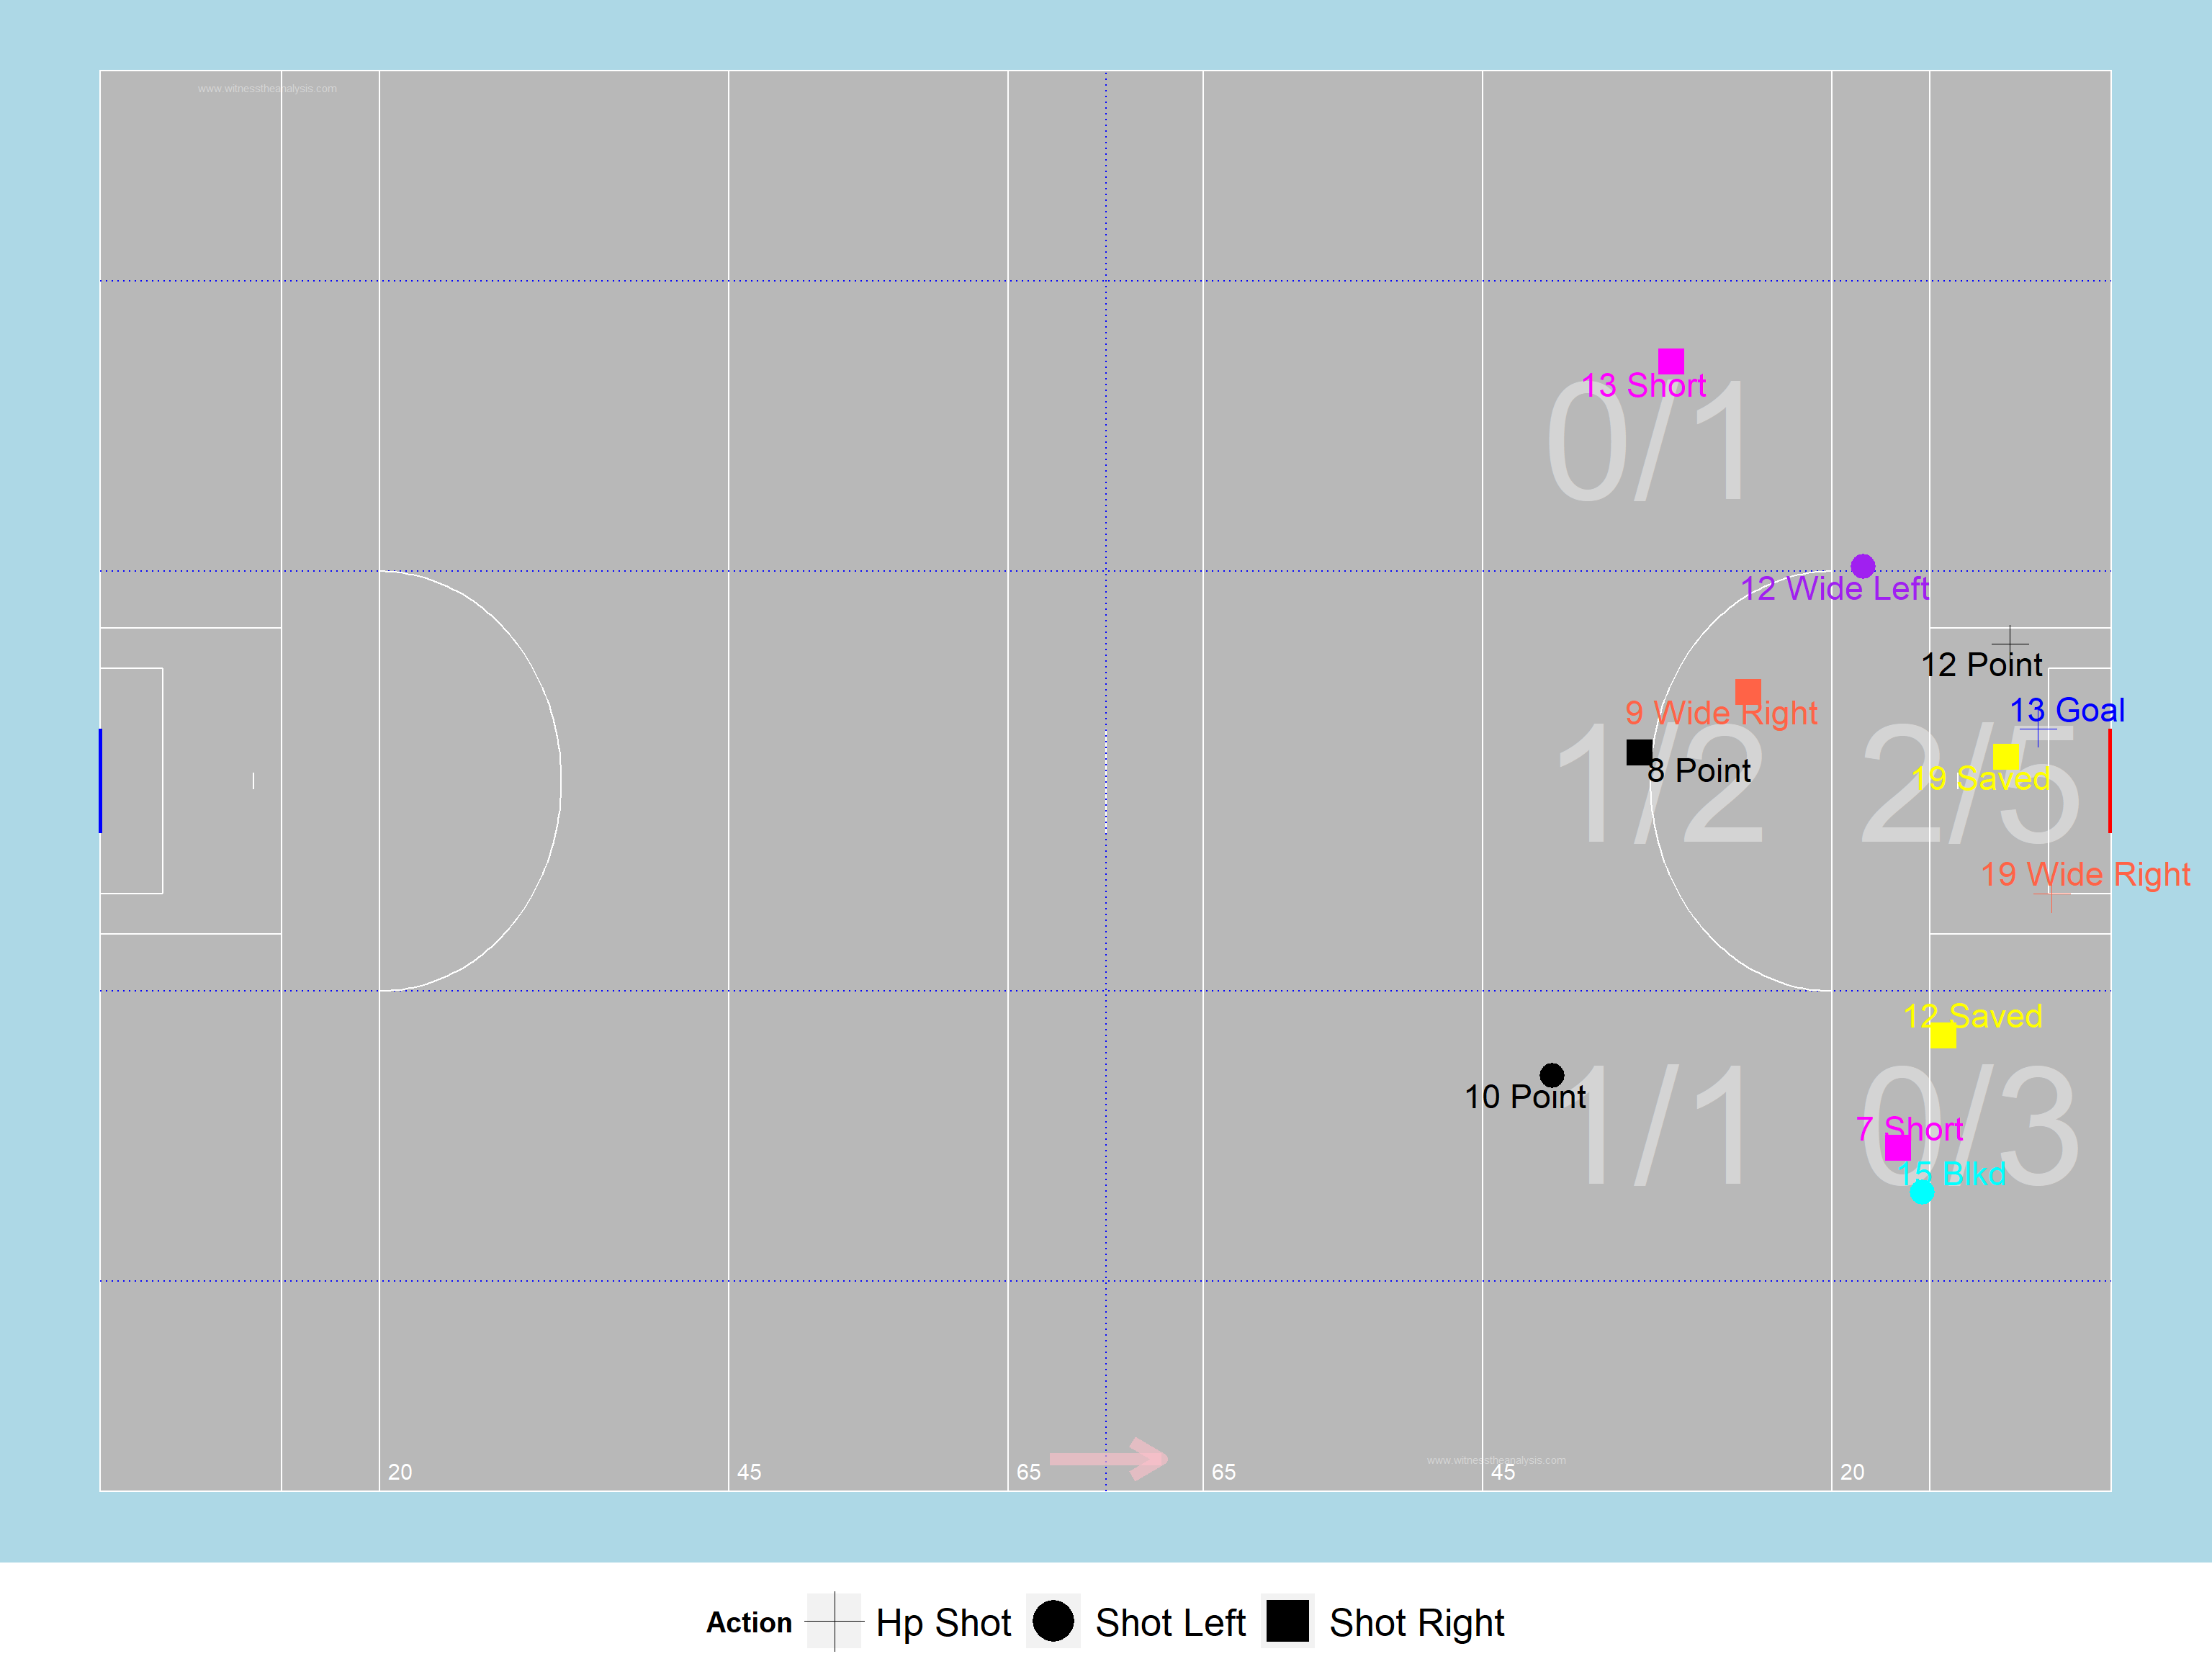 www.witnesstheanalysis.com
13 Short
0/1
12 Wide Left
12 Point
13 Goal
9 Wide Right
8 Point
1/2
2/5
19 Saved
19 Wide Right
12 Saved
10 Point
1/1
0/3
7 Short
15 Blkd
www.witnesstheanalysis.com
20
45
65
65
45
20
Action Hp Shot Shot Left Shot Right